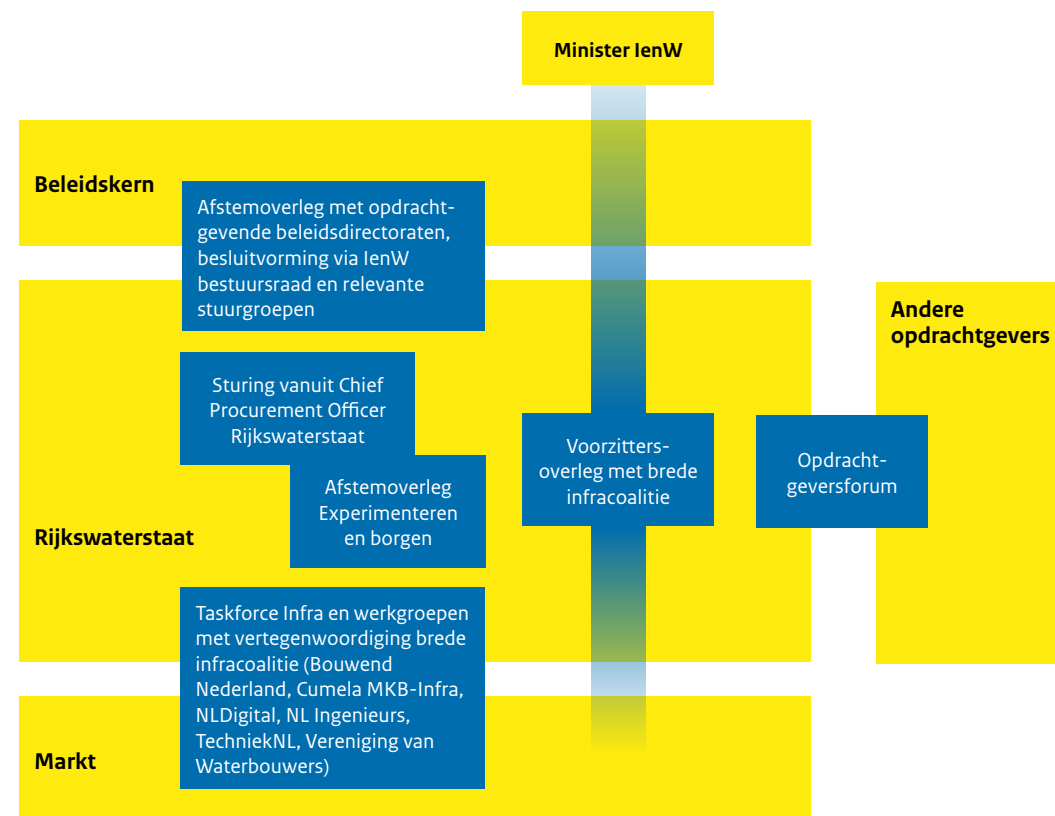 Minister IenW
Beleidskern
Afstemoverleg met opdracht-
gevende beleidsdirectoraten,
besluitvorming via IenW
bestuursraad en relevante
stuurgroepen
Andere
opdrachtgevers
Sturing vanuit Chief
Procurement Officer
Rijkswaterstaat
Voorzitters-
overleg met brede
infracoalitie
Opdracht-
geversforum
Afstemoverleg
Experimenteren
en borgen
Rijkswaterstaat
Taskforce Infra en werkgroepen
met vertegenwoordiging brede
infracoalitie (Bouwend
Nederland, Cumela MKB-Infra,
NLDigital, NL Ingenieurs,
TechniekNL, Vereniging van
Waterbouwers)
Markt